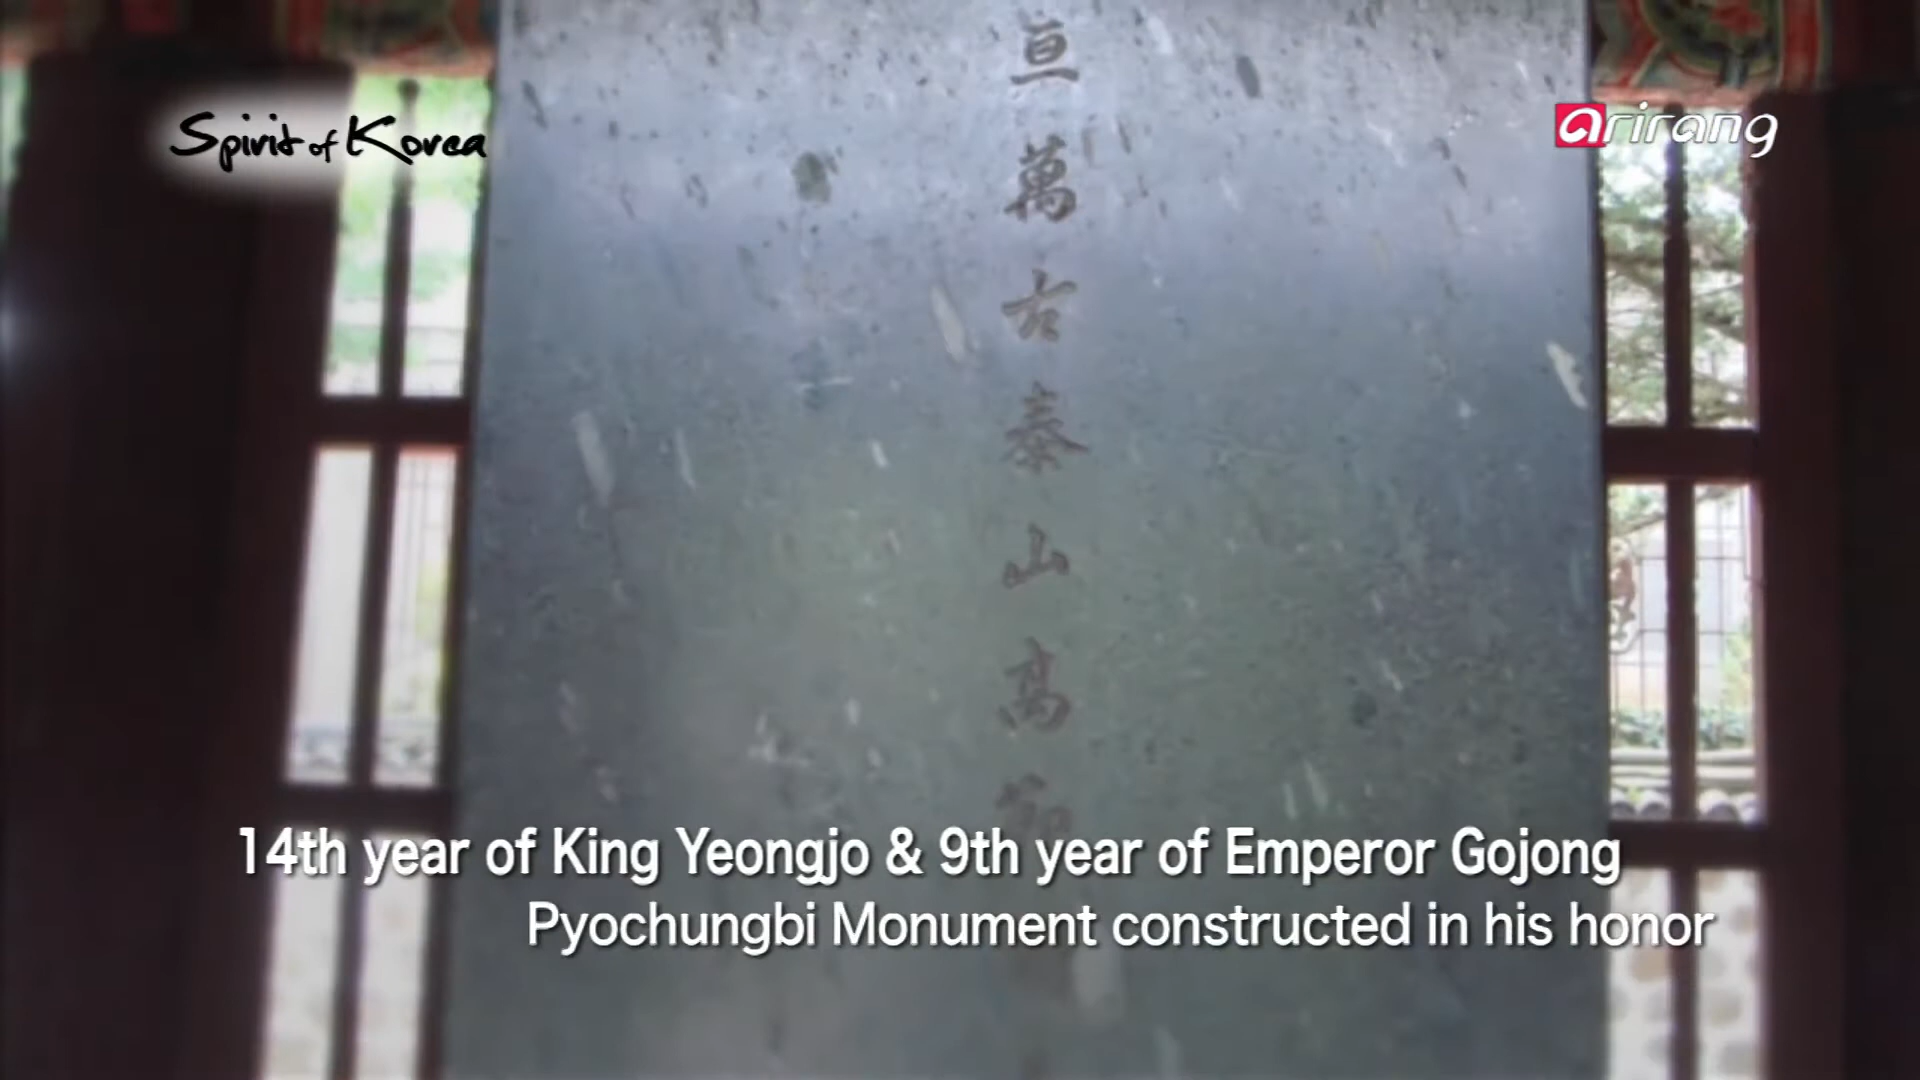 Spirit of Korea
arirang
亘萬古泰山高節
14th year of King Yeongjo & 9th year of Emperor Gojong
Pyochungbi Monument constructed in his honor